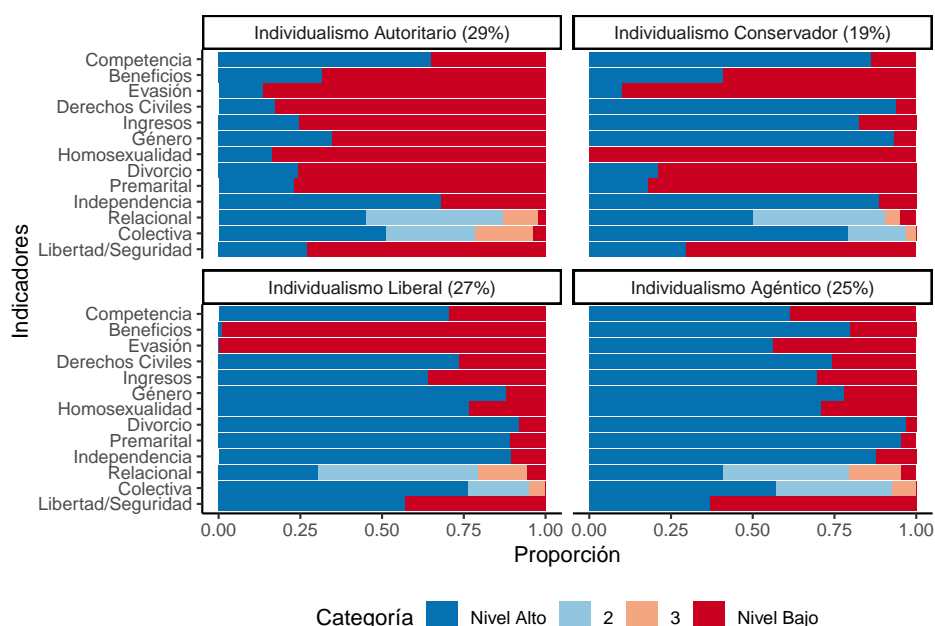 Individualismo Autoritario (29%)
Individualismo Conservador (19%)
Competencia
Beneficios
Evasión
Derechos Civiles
Ingresos
Género
Homosexualidad
Divorcio
Premarital
Independencia
Relacional
Colectiva
Libertad/Seguridad
Indicadores
Individualismo Liberal (27%)
Individualismo Agéntico (25%)
Competencia
Beneficios
Evasión
Derechos Civiles
Ingresos
Género
Homosexualidad
Divorcio
Premarital
Independencia
Relacional
Colectiva
Libertad/Seguridad
0.00 0.25 0.50 0.75 1.00
0.00 0.25 0.50 0.75 1.00
Proporción
Categoría Nivel Alto 2 3 Nivel Bajo